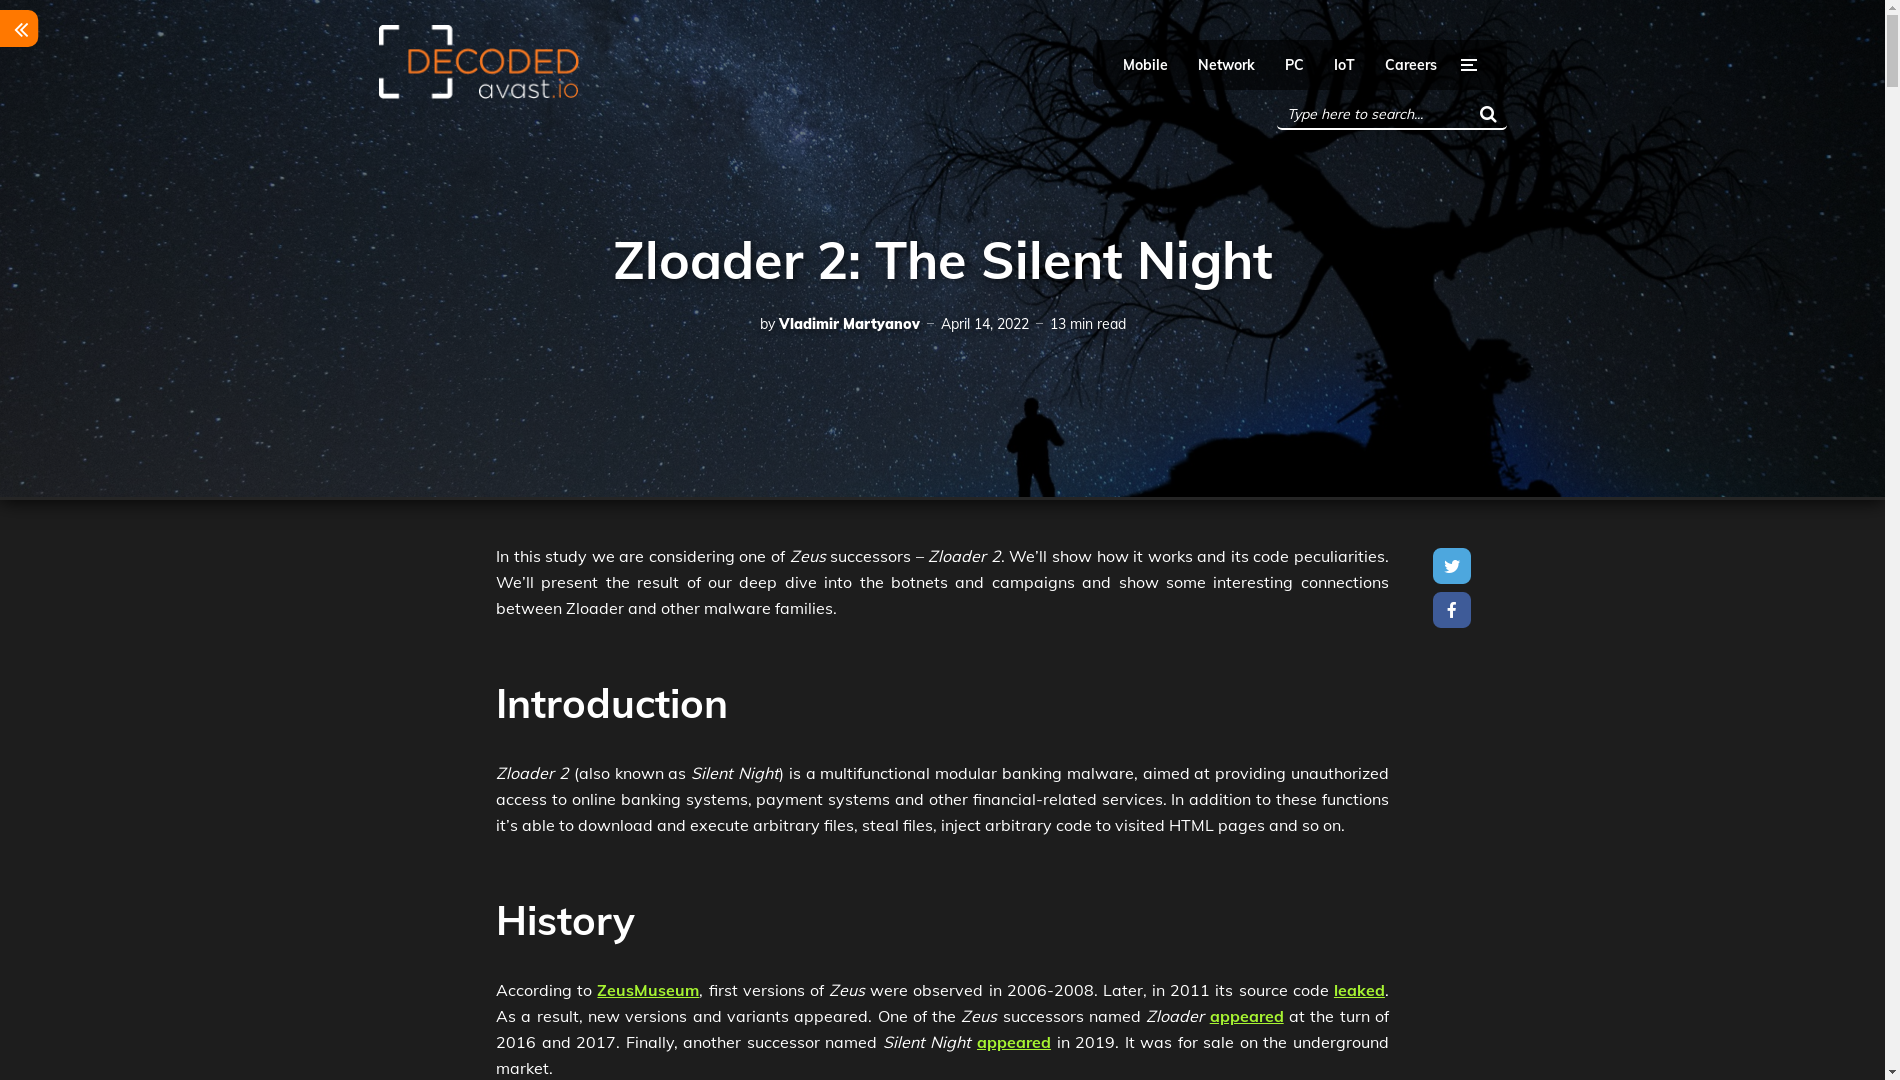 DECODED
avast.io
Mobile Network PC IoT Careers
Type here to search...
Zloader 2: The Silent Night
by Vladimir Martyanov – April 14, 2022 – 13 min read
In this study we are considering one of Zeus successors – Zloader 2. We’ll show how it works and its code peculiarities.
We’ll present the result of our deep dive into the botnets and campaigns and show some interesting connections
between Zloader and other malware families.
Introduction
Zloader 2 (also known as Silent Night) is a multifunctional modular banking malware, aimed at providing unauthorized
access to online banking systems, payment systems and other financial-related services. In addition to these functions
it’s able to download and execute arbitrary files, steal files, inject arbitrary code to visited HTML pages and so on.
History
According to ZeusMuseum, first versions of Zeus were observed in 2006-2008. Later, in 2011 its source code leaked.
As a result, new versions and variants appeared. One of the Zeus successors named Zloader appeared at the turn of
2016 and 2017. Finally, another successor named Silent Night appeared in 2019. It was for sale on the underground
market.